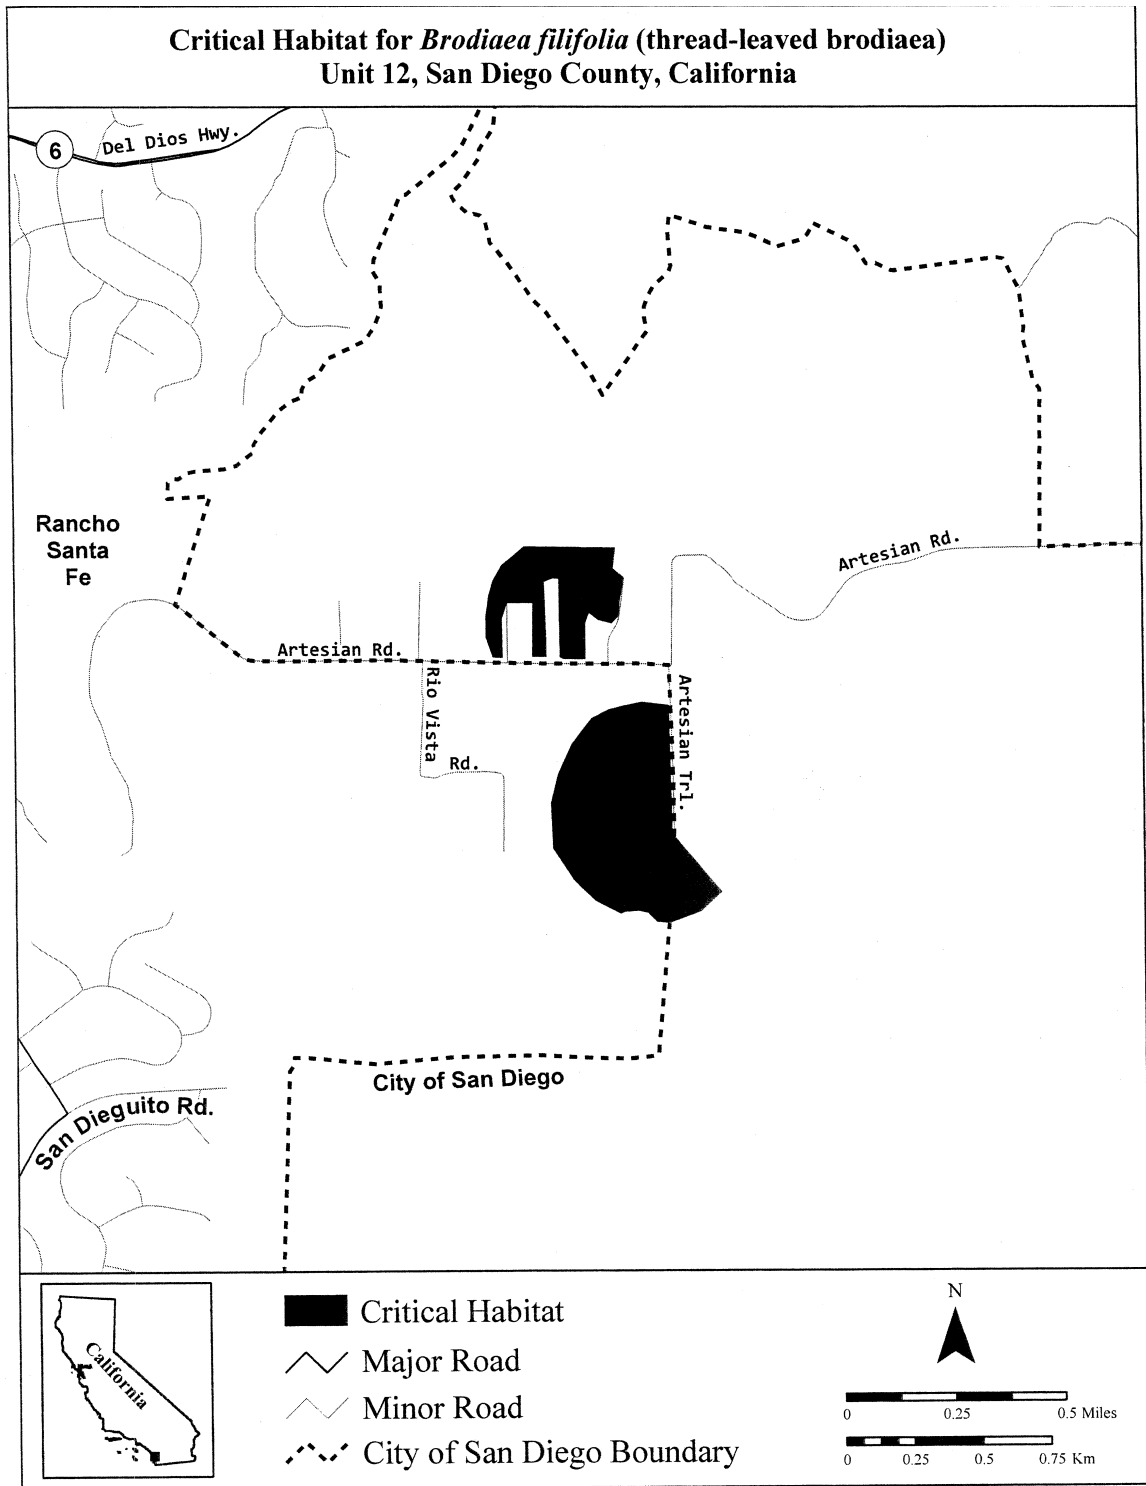 Critical Habitat for Brodiaea filifolia (thread-leaved brodiaea)
Unit 12, San Diego County, California
6
Del Dios Hwy.
Rancho
Santa
Fe
Artesian Rd.
Artesian Rd.
Rio Vista
Rd.
Artesian Trl.
City of San Diego
San Dieguito Rd.
California
Critical Habitat
Major Road
Minor Road
City of San Diego Boundary
N
0 0.25 0.5 Miles
0 0.25 0.5 0.75 Km